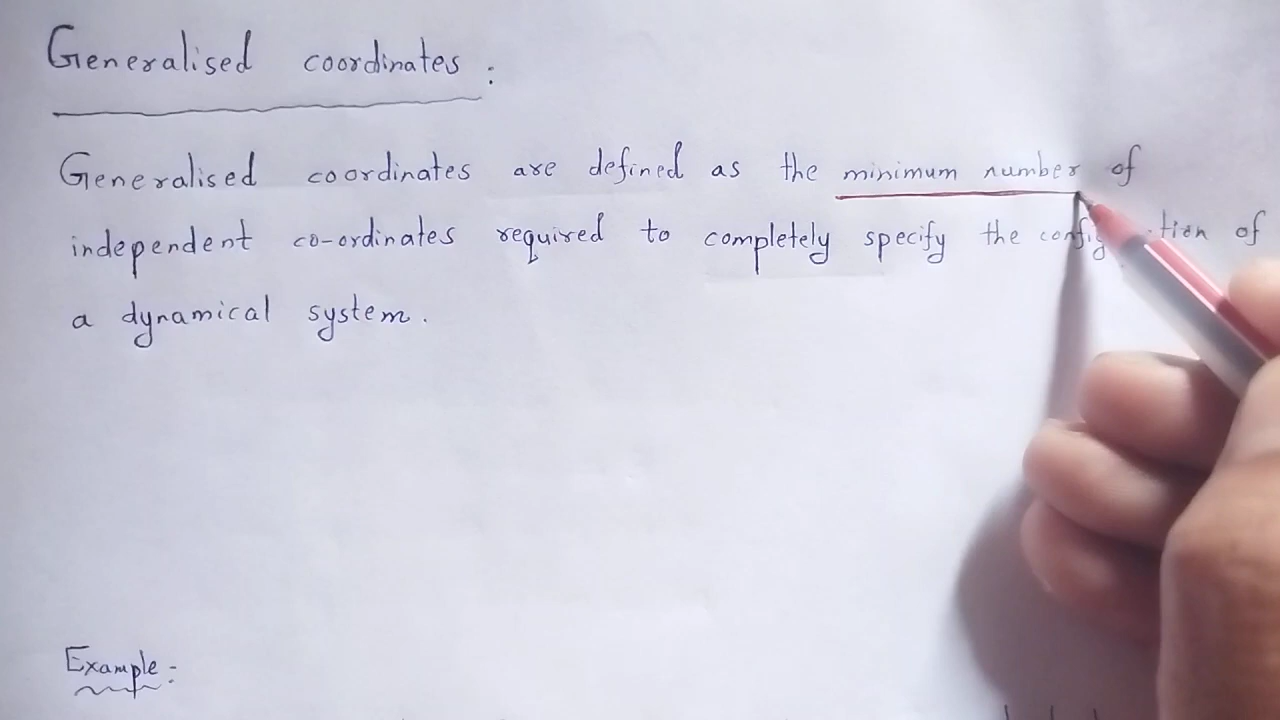 Generalised coordinates :
Generalised coordinates are defined as the minimum number of
independent co-ordinates required to completely specify the of
a dynamical system.
Example: